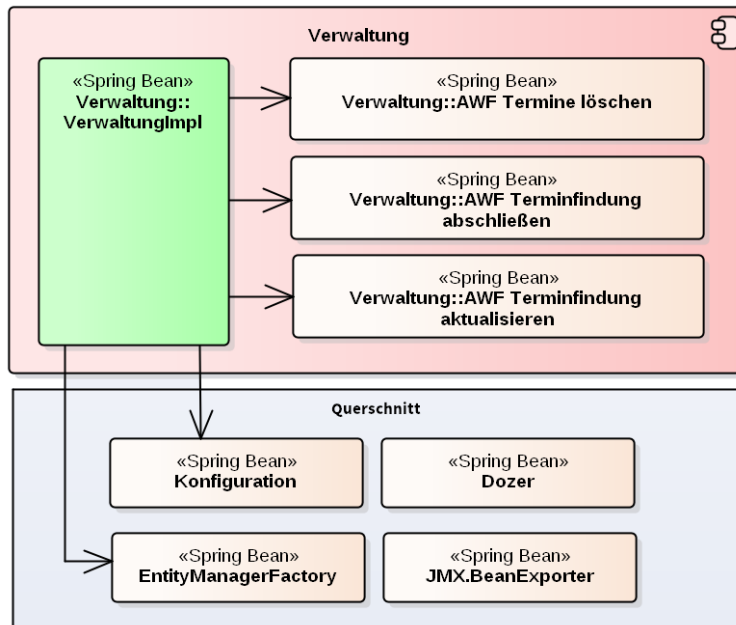 Verwaltung
«Spring Bean»
Verwaltung::
VerwaltungImpl
«Spring Bean»
Verwaltung::AWF Termine löschen
«Spring Bean»
Verwaltung::AWF Terminfindung
abschließen
«Spring Bean»
Verwaltung::AWF Terminfindung
aktualisieren
Querschnitt
«Spring Bean»
Konfiguration
«Spring Bean»
Dozer
«Spring Bean»
EntityManagerFactory
«Spring Bean»
JMX.BeanExporter